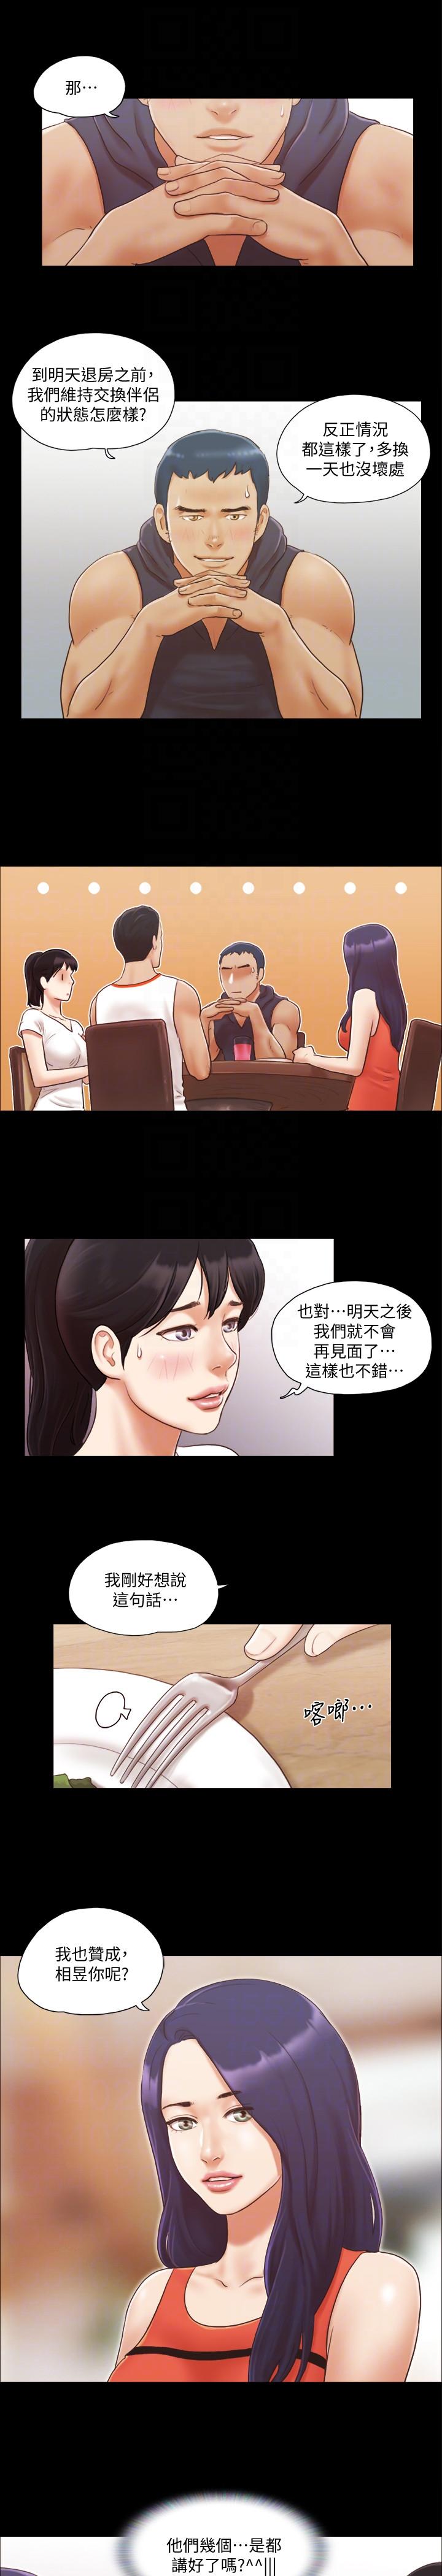 那…
到明天退房之前，
我們維持交換伴侶
的狀態怎麼樣?
反正情況
都這樣了，多換
一天也沒壞處
也對…明天之後
我們就不會
再見面了…
這樣也不錯…
我剛好想說
這句話…
喀啷…
我也贊成，
相昱你呢?
他們幾個…是都
講好了嗎?^^|||